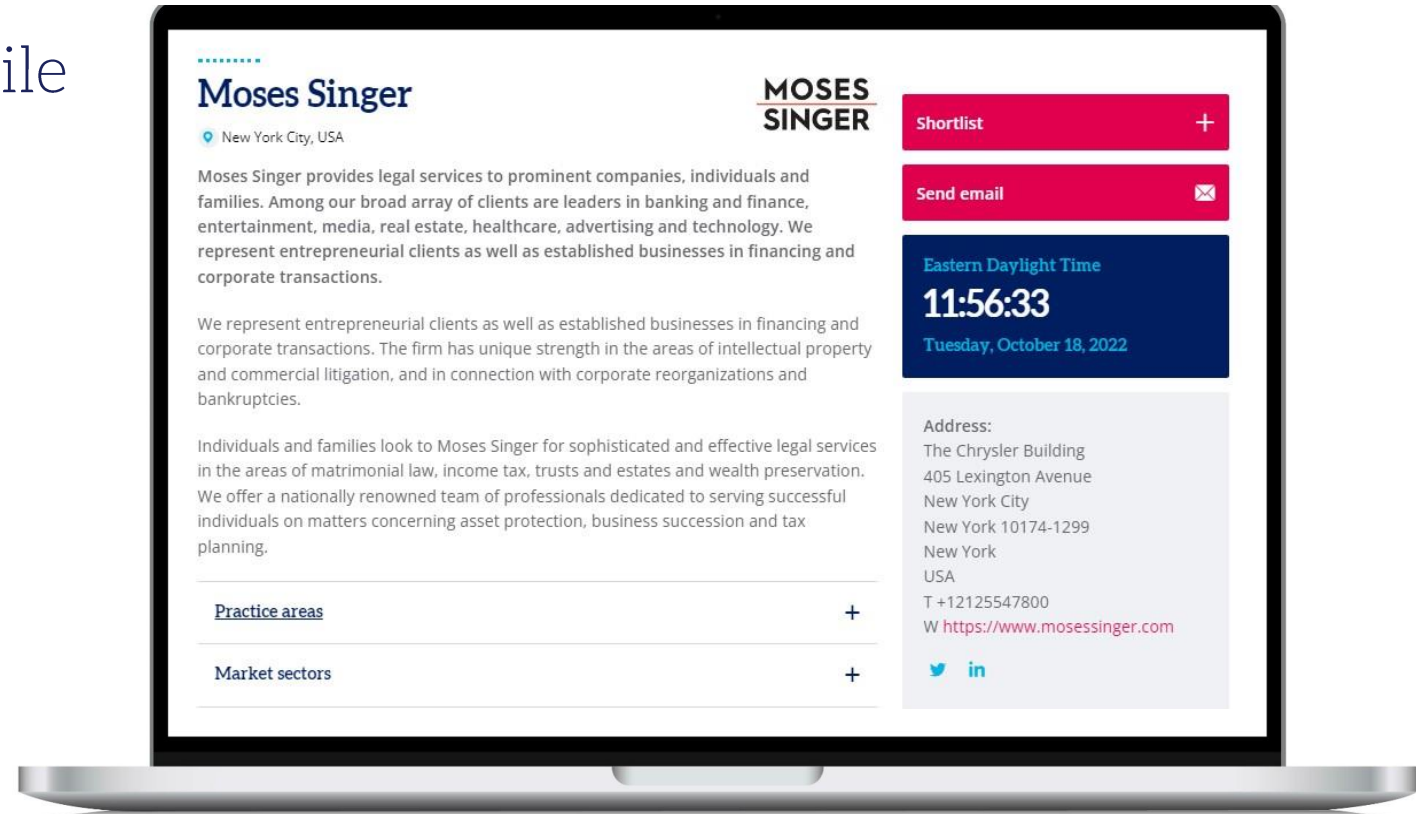 ile
Moses Singer
New York City, USA
MOSES
SINGER
Moses Singer provides legal services to prominent companies, individuals and
families. Among our broad array of clients are leaders in banking and finance,
entertainment, media, real estate, healthcare, advertising and technology. We
represent entrepreneurial clients as well as established businesses in financing and
corporate transactions.
We represent entrepreneurial clients as well as established businesses in financing and
corporate transactions. The firm has unique strength in the areas of intellectual property
and commercial litigation, and in connection with corporate reorganizations and
bankruptcies.
Individuals and families look to Moses Singer for sophisticated and effective legal services
in the areas of matrimonial law, income tax, trusts and estates and wealth preservation.
We offer a nationally renowned team of professionals dedicated to serving successful
individuals on matters concerning asset protection, business succession and tax
planning.
Practice areas +
Market sectors +
Shortlist +
Send email
Eastern Daylight Time
11:56:33
Tuesday, October 18, 2022
Address:
The Chrysler Building
405 Lexington Avenue
New York City
New York 10174-1299
New York
USA
T +12125547800
W https://www.mosessinger.com
in